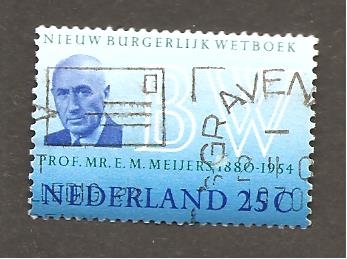 NIEUW BURGERLIJK WETBOEK
BW
GRAVEN
PROF. MR. E. M. MEIJERS 1880-1954
NEDERLAND 25C